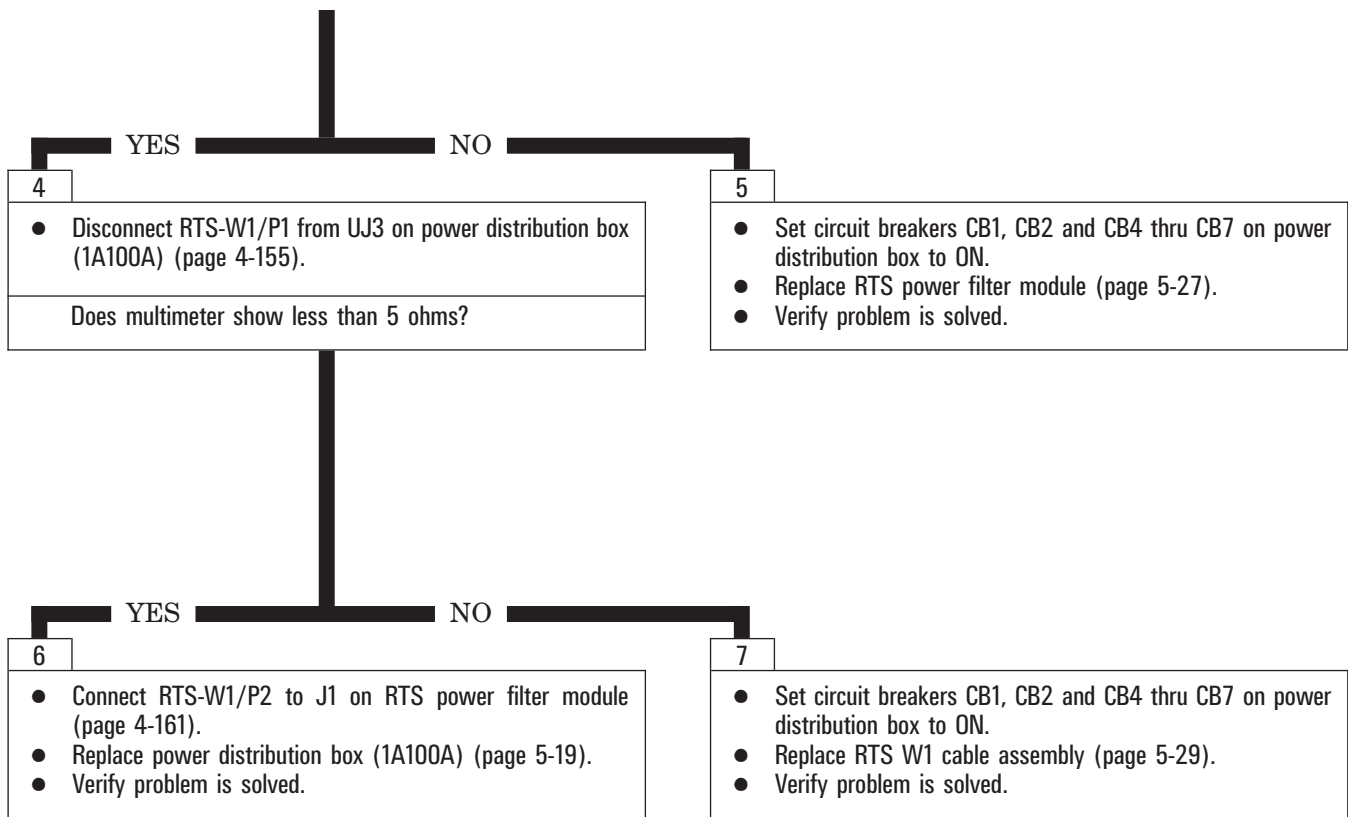 YES
NO
4
● Disconnect RTS-W1/P1 from UJ3 on power distribution box
(1A100A) (page 4-155).
Does multimeter show less than 5 ohms?
5
● Set circuit breakers CB1, CB2 and CB4 thru CB7 on power
distribution box to ON.
● Replace RTS power filter module (page 5-27).
● Verify problem is solved.
YES
NO
6
● Connect RTS-W1/P2 to J1 on RTS power filter module
(page 4-161).
● Replace power distribution box (1A100A) (page 5-19).
● Verify problem is solved.
7
● Set circuit breakers CB1, CB2 and CB4 thru CB7 on power
distribution box to ON.
● Replace RTS W1 cable assembly (page 5-29).
● Verify problem is solved.